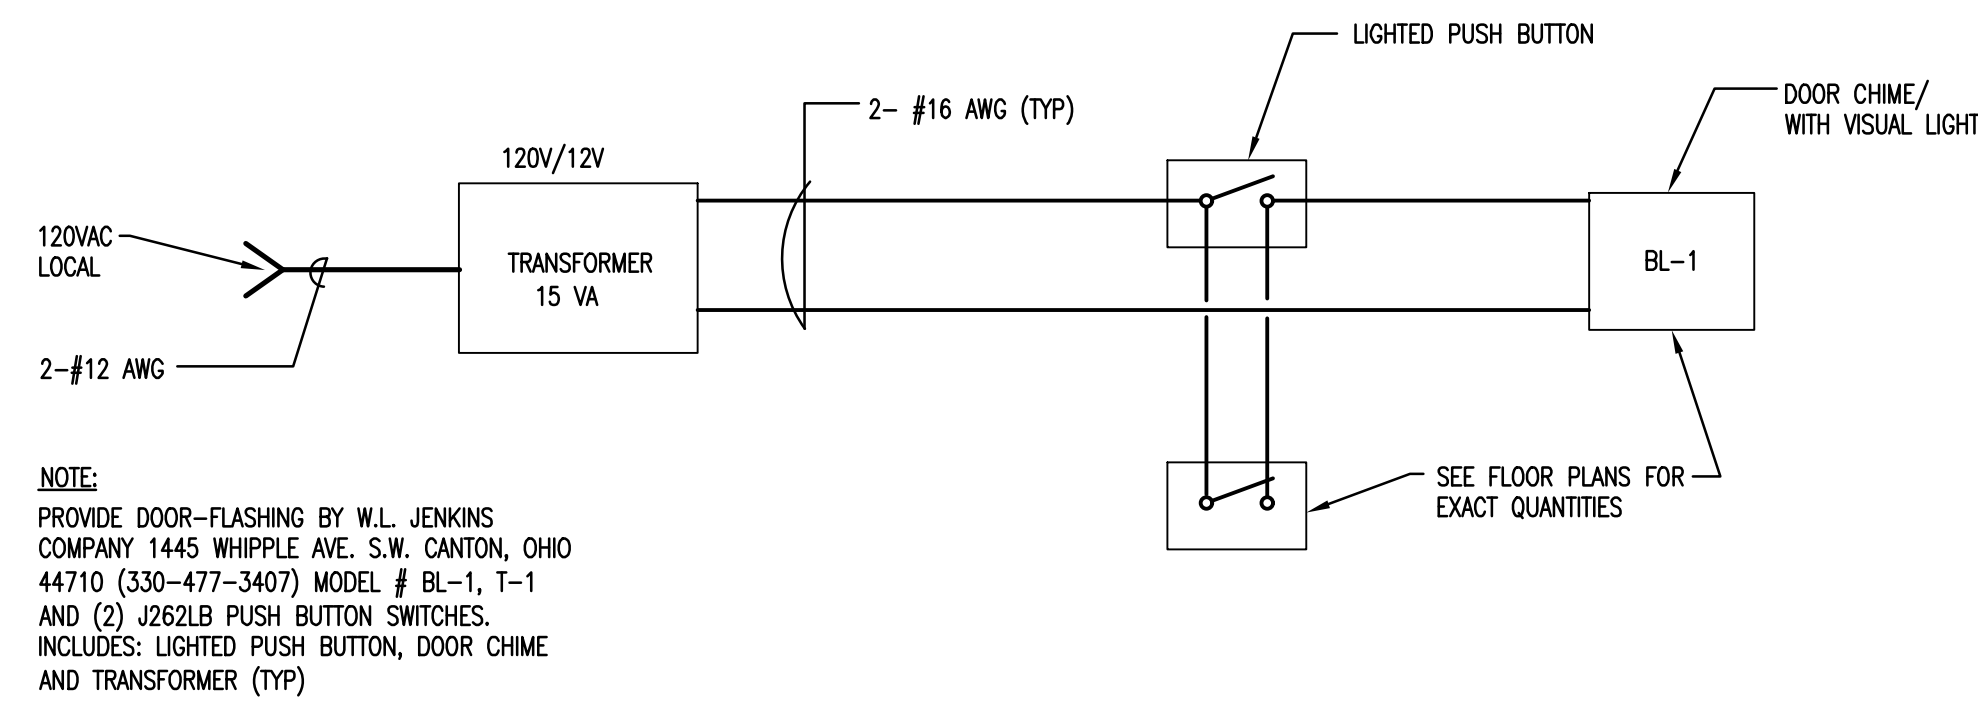 LIGHTED PUSH BUTTON
DOOR CHIME/
WITH VISUAL LIGHT
2- #16 AWG (TYP)
120V/12V
120VAC
LOCAL
TRANSFORMER
15 VA
BL-1
2-#12 AWG
SEE FLOOR PLANS FOR
EXACT QUANTITIES
NOTE:
PROVIDE DOOR-FLASHING BY W.L. JENKINS
COMPANY 1445 WHIPPLE AVE. S.W. CANTON, OHIO
44710 (330-477-3407) MODEL # BL-1, T-1
AND (2) J262LB PUSH BUTTON SWITCHES.
INCLUDES: LIGHTED PUSH BUTTON, DOOR CHIME
AND TRANSFORMER (TYP)